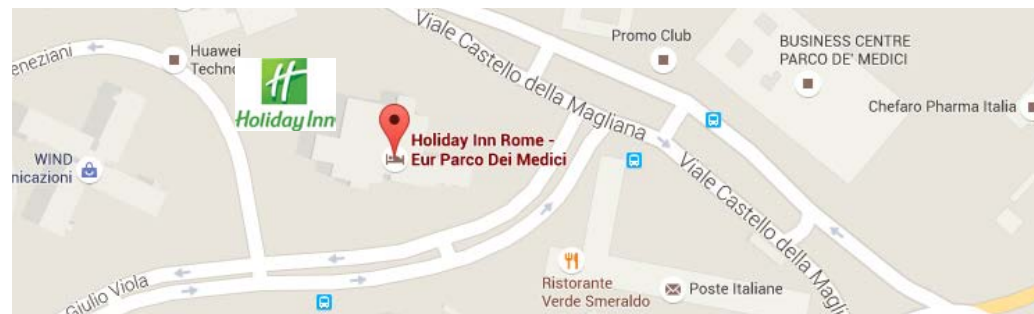 eneziani
Huawei
Techno
Holiday Inn
Viale Castello della Magliana
Promo Club
BUSINESS CENTRE
PARCO DE' MEDICI
Chefaro Pharma Italia
Holiday Inn Rome -
Eur Parco Dei Medici
WIND
nicazioni
Viale Castello della Magli
Giulio Viola
Ristorante
Verde Smeraldo
Poste Italiane